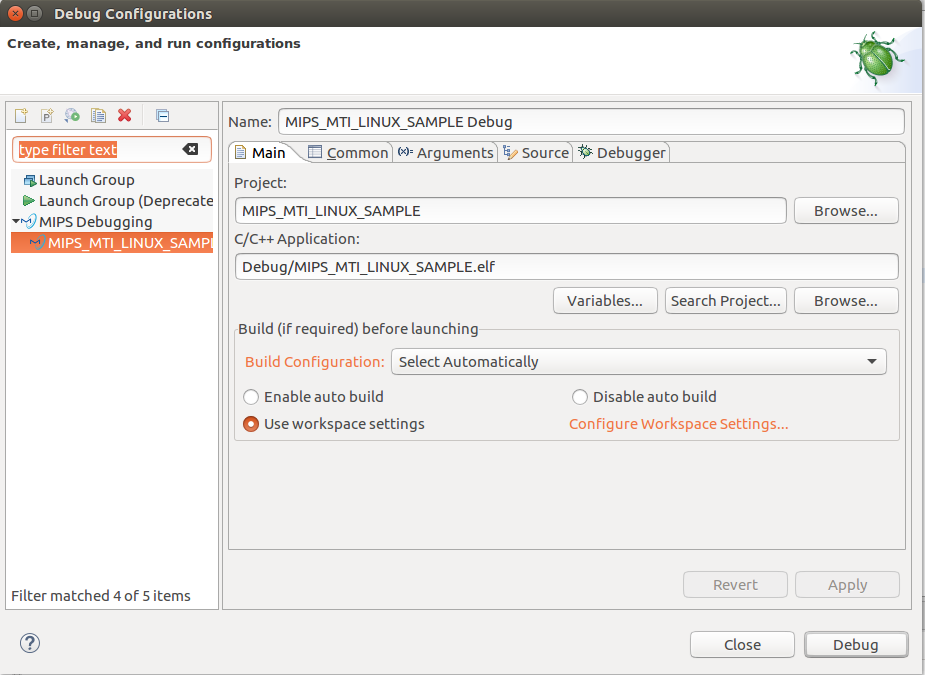 Debug Configurations
Create, manage, and run configurations
type filter text
Launch Group
Launch Group (Deprecate
MIPS Debugging
MIPS_MTI_LINUX_SAMPL
Filter matched 4 of 5 items
Name: MIPS_MTI_LINUX_SAMPLE Debug
Main Common (x)= Arguments Source Debugger
Project:
MIPS_MTI_LINUX_SAMPLE Browse...
C/C++ Application:
Debug/MIPS_MTI_LINUX_SAMPLE.elf
Variables... Search Project... Browse...
Build (if required) before launching
Build Configuration: Select Automatically
Enable auto build Disable auto build
Use workspace settings Configure Workspace Settings...
Revert Apply
? Close Debug